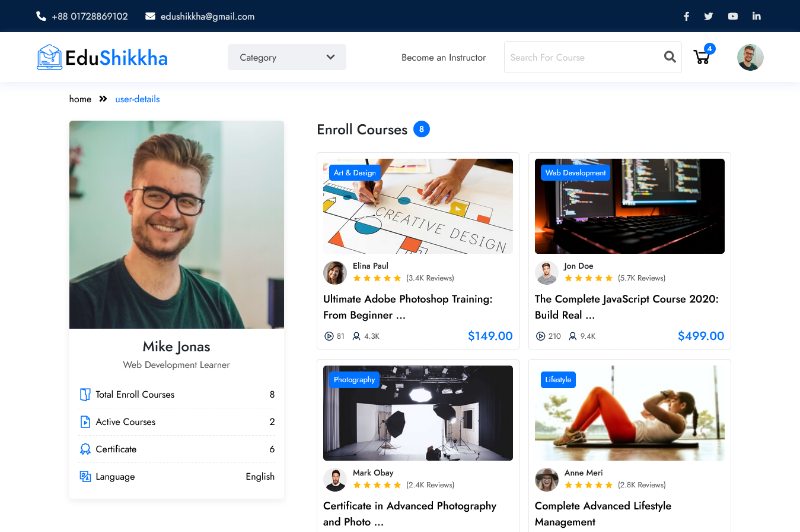 +88 01728869102
edushikkha@gmail.com
EduShikkha
Category
Become an Instructor
Search For Course
4
home
user-details
Mike Jonas
Web Development Learner
Total Enroll Courses 8
Active Courses 2
Certificate 6
Language English
Enroll Courses 8
Art & Design
CREATIVE DESIGN
Elina Paul
(3.4K Reviews)
Ultimate Adobe Photoshop Training:
From Beginner ...
81 4.3K $149.00
Web Development
Jon Doe
(5.7K Reviews)
The Complete JavaScript Course 2020:
Build Real ...
210 9.4K $499.00
Photography
Mark Obay
(2.4K Reviews)
Certificate in Advanced Photography
and Photo ...
Lifestyle
Anne Meri
(2.8K Reviews)
Complete Advanced Lifestyle
Management